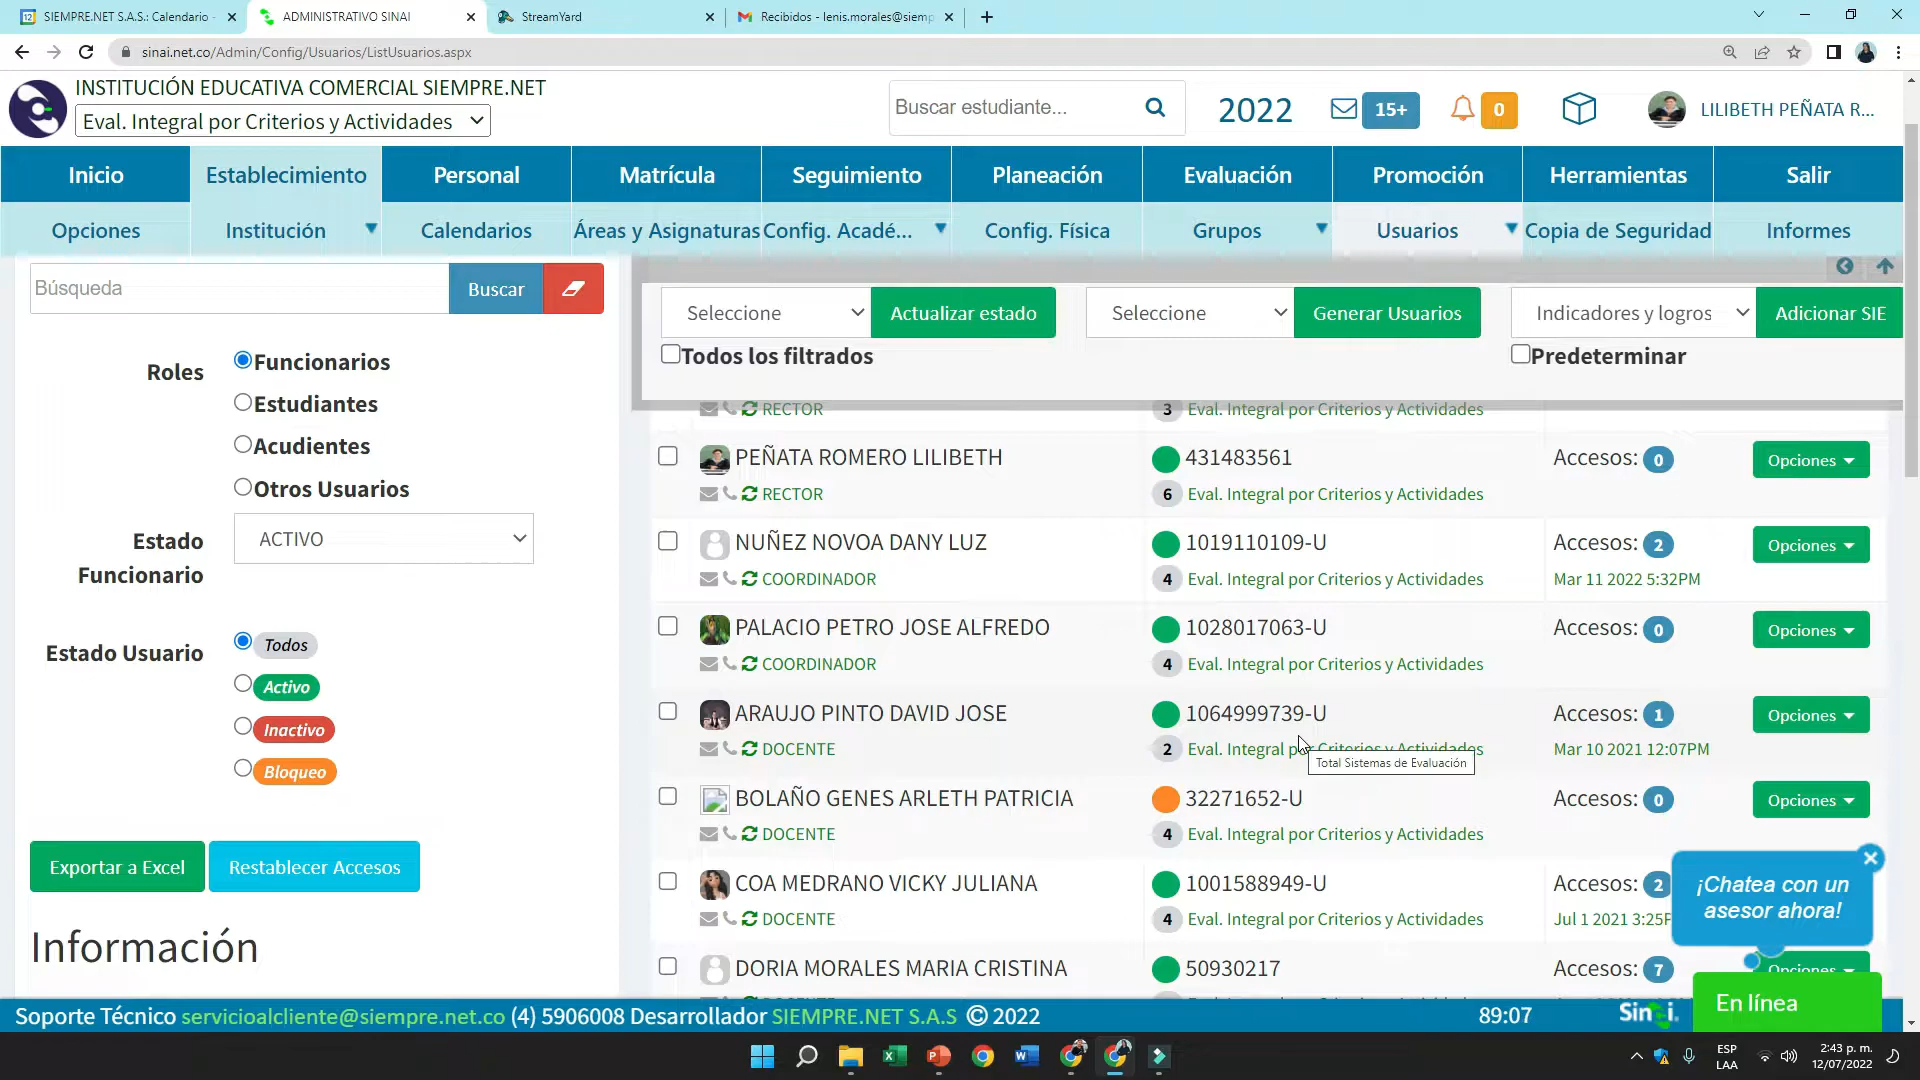 SIEMPRE.NET S.A.S.: Calendario
ADMINISTRATIVO SINAI
StreamYard
Recibidos - lenis.morales@siemp
sinai.net.co/Admin/Config/Usuarios/ListUsuarios.aspx
INSTITUCIÓN EDUCATIVA COMERCIAL SIEMPRE.NET
Eval. Integral por Criterios y Actividades
Buscar estudiante...
2022
15+
0
LILIBETH PEÑATA R...
Inicio
Establecimiento
Personal
Matrícula
Seguimiento
Planeación
Evaluación
Promoción
Herramientas
Salir
Opciones
Institución
Calendarios
Áreas y Asignaturas
Config. Acadé...
Config. Física
Grupos
Usuarios
Copia de Seguridad
Informes
Búsqueda
Buscar
Roles
Funcionarios
Estudiantes
Acudientes
Otros Usuarios
Estado
Funcionario
ACTIVO
Estado Usuario
Todos
Activo
Inactivo
Bloqueo
Exportar a Excel
Restablecer Accesos
Información
Seleccione
Actualizar estado
Seleccione
Generar Usuarios
Indicadores y logros
Adicionar SIE
Todos los filtrados
Predeterminar
RECTOR
3 Eval. Integral por Criterios y Actividades
PEÑATA ROMERO LILIBETH
431483561
Accesos: 0
Opciones
RECTOR
6 Eval. Integral por Criterios y Actividades
NUÑEZ NOVOA DANY LUZ
1019110109-U
Accesos: 2
Opciones
COORDINADOR
4 Eval. Integral por Criterios y Actividades
Mar 11 2022 5:32PM
PALACIO PETRO JOSE ALFREDO
1028017063-U
Accesos: 0
Opciones
COORDINADOR
4 Eval. Integral por Criterios y Actividades
ARAUJO PINTO DAVID JOSE
1064999739-U
Accesos: 1
Opciones
DOCENTE
2 Eval. Integral por Criterios y Actividades
Mar 10 2021 12:07PM
Total Sistemas de Evaluación
BOLAÑO GENES ARLETH PATRICIA
32271652-U
Accesos: 0
Opciones
DOCENTE
4 Eval. Integral por Criterios y Actividades
COA MEDRANO VICKY JULIANA
1001588949-U
Accesos: 2
DOCENTE
4 Eval. Integral por Criterios y Actividades
Jul 1 2021 3:25P
DORIA MORALES MARIA CRISTINA
50930217
Accesos: 7
Opciones
¡Chatea con un
asesor ahora!
En línea
Soporte Técnico servicioalcliente@siempre.net.co (4) 5906008 Desarrollador SIEMPRE.NET S.A.S © 2022
89:07
Sinai.
ESP
LAA
2:43 p. m.
12/07/2022